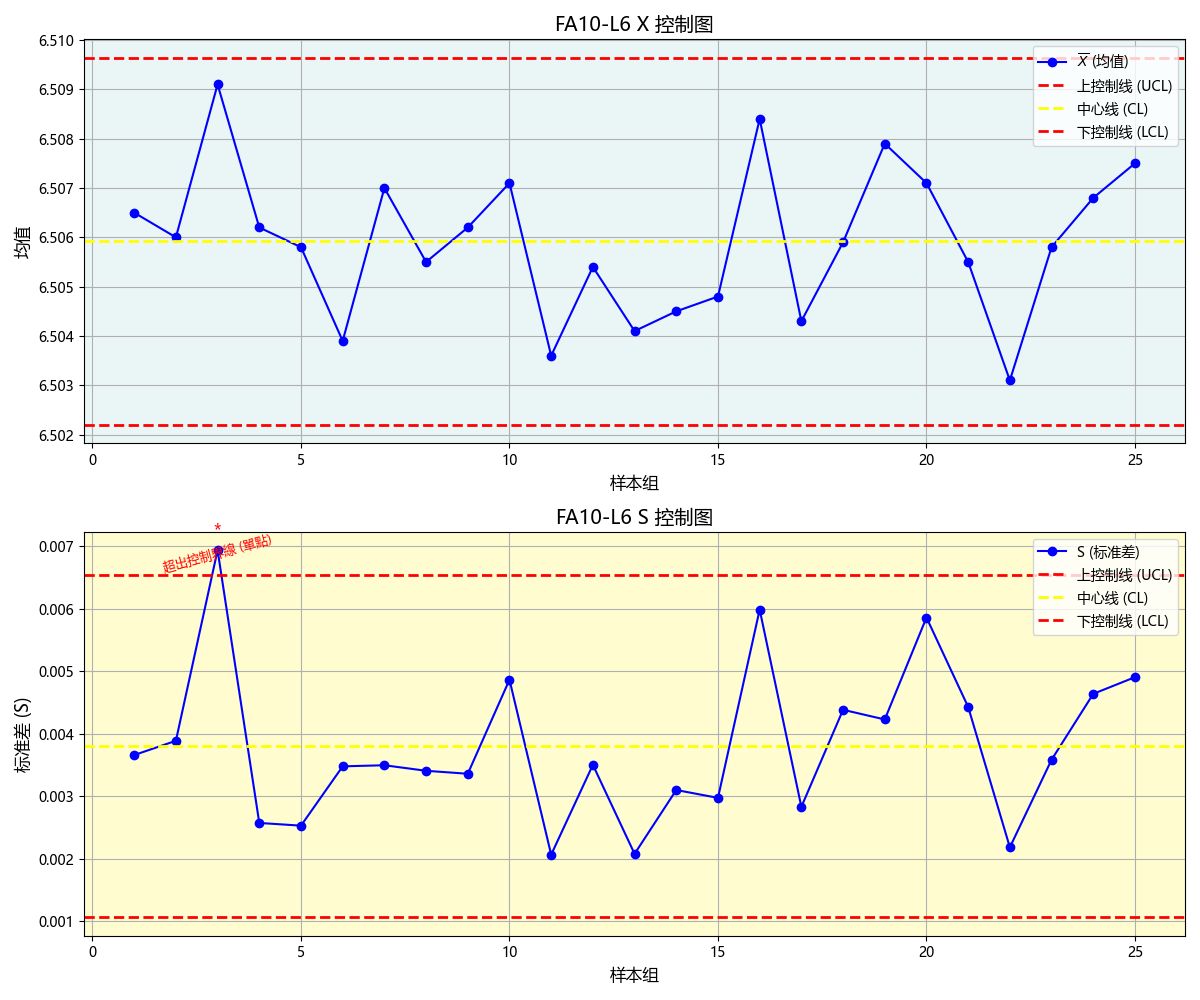 FA10-L6 X 控制图
6.510
6.509
6.508
6.507
6.506
6.505
6.504
6.503
6.502
均值
X (均值)
上控制线 (UCL)
中心线 (CL)
下控制线 (LCL)
0 5 10 15 20 25
样本组
FA10-L6 S 控制图
*
超出控制界線 (單點)
0.007
0.006
0.005
0.004
0.003
0.002
0.001
标准差 (S)
S (标准差)
上控制线 (UCL)
中心线 (CL)
下控制线 (LCL)
0 5 10 15 20 25
样本组